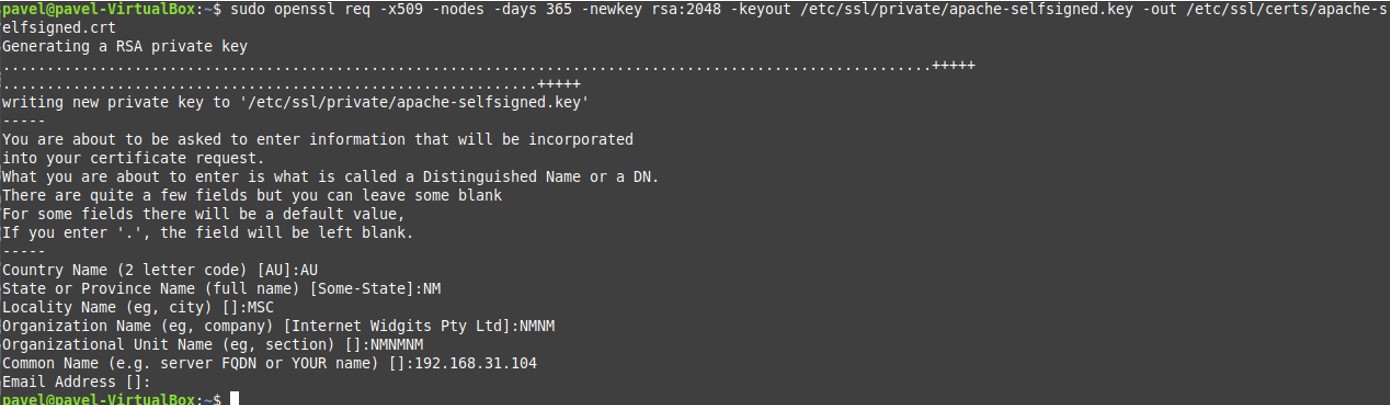 pavel@pavel-VirtualBox:~$ sudo openssl req -x509 -nodes -days 365 -newkey rsa:2048 -keyout /etc/ssl/private/apache-selfsigned.key -out /etc/ssl/certs/apache-s
elfsigned.crt
Generating a RSA private key
........................................................................................................+++++
............................................................+++++
writing new private key to '/etc/ssl/private/apache-selfsigned.key'
-----
You are about to be asked to enter information that will be incorporated
into your certificate request.
What you are about to enter is what is called a Distinguished Name or a DN.
There are quite a few fields but you can leave some blank
For some fields there will be a default value,
If you enter '.', the field will be left blank.
-----
Country Name (2 letter code) [AU]:AU
State or Province Name (full name) [Some-State]:NM
Locality Name (eg, city) []:MSC
Organization Name (eg, company) [Internet Widgits Pty Ltd]:NMNM
Organizational Unit Name (eg, section) []:NMNMNM
Common Name (e.g. server FQDN or YOUR name) []:192.168.31.104
Email Address []:
pavel@pavel-VirtualBox:~$